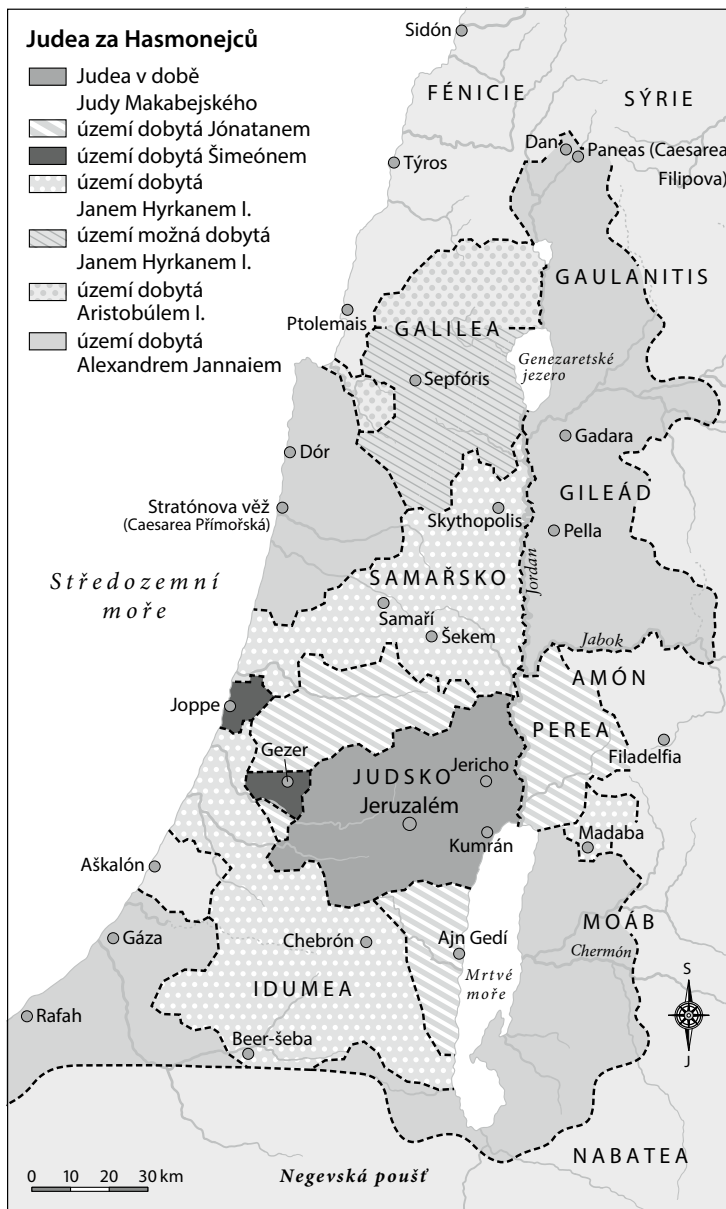 Judea za Hasmonejců
Judea v době
Judy Makabejského
území dobytá Jónatanem
území dobytá Šimeónem
území dobytá
Janem Hyrkanem I.
území možná dobytá
Janem Hyrkanem I.
území dobytá
Aristobúlem I.
území dobytá
Alexandrem Jannaiem
Sidón
FÉNICIE
SÝRIE
Dan
Paneas (Caesarea
Filipova)
Týros
GAULANITIS
Ptolemais
GALILEA
Genezaretské
jezero
Sepfóris
Gadara
Dór
GILEÁD
Stratónova věž
(Caesarea Přímořská)
Skythopolis
Pella
Jordan
Středozemní
moře
SAMAŘSKO
Samaří
Šekem
Jabok
AMÓN
Joppe
PEREA
Filadelfia
Gezer
JUDSKO
Jericho
Jeruzalém
Kumrán
Madaba
Aškalón
MOÁB
Gáza
Chebrón
Ajn Gedí
Chermón
Mrtvé
moře
IDUMEA
S
Rafah
Beer-šeba
J
NABATEA
0 10 20 30 km
Negevská poušť